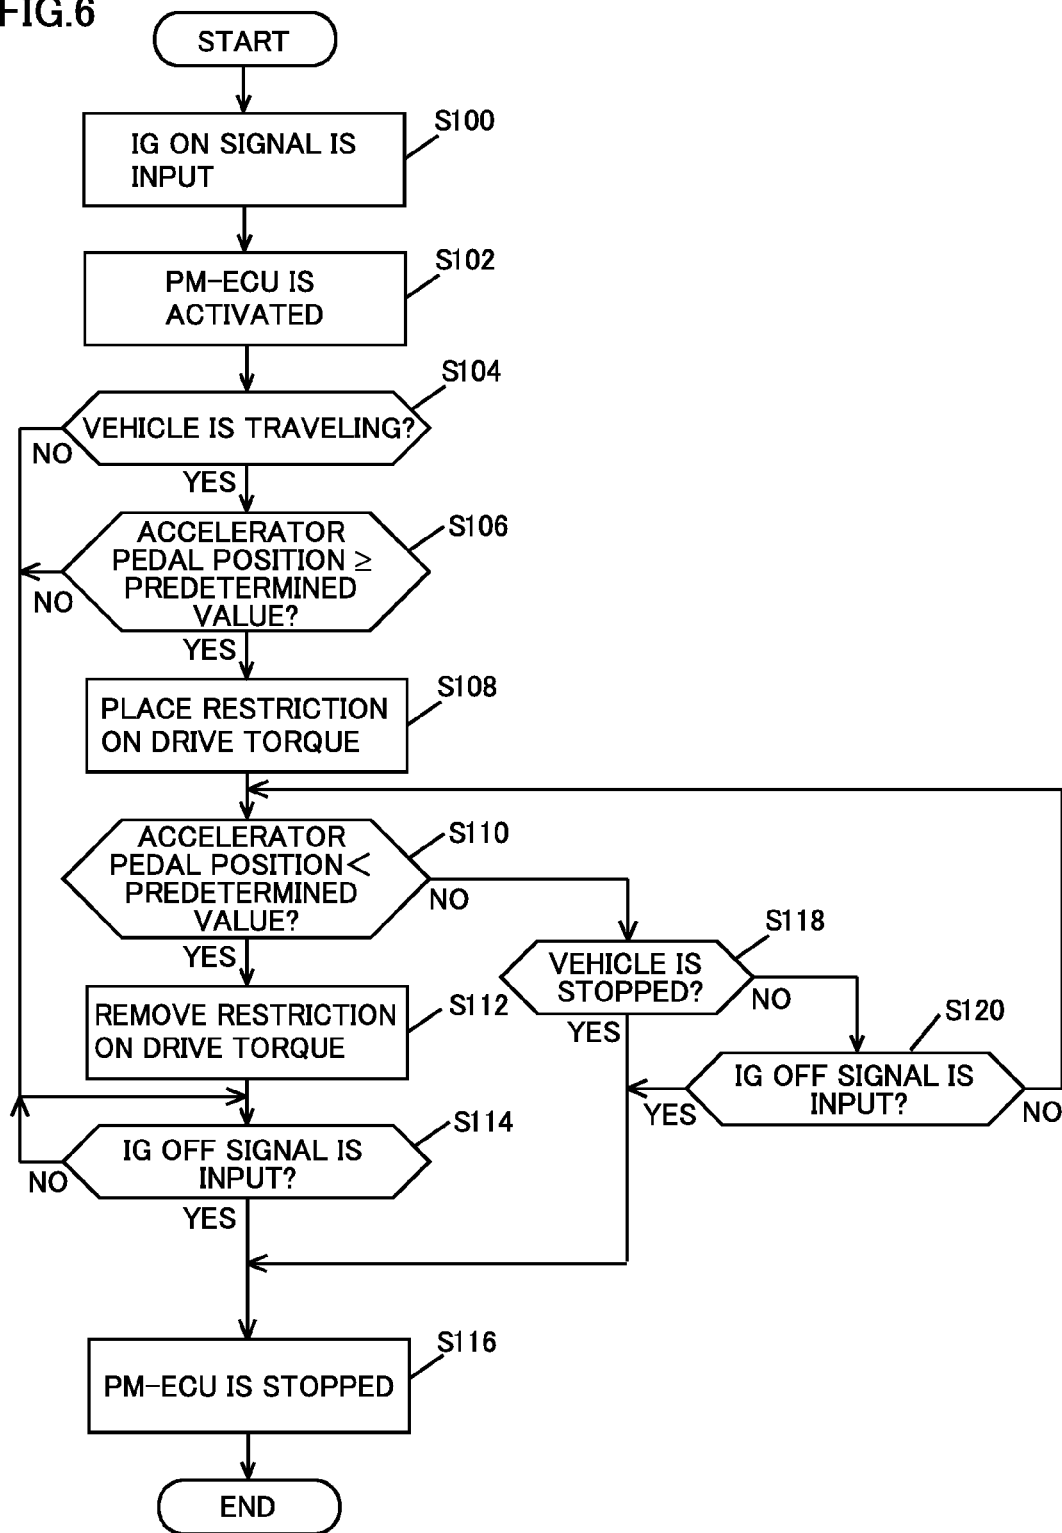 FIG.6
START
S100
IG ON SIGNAL IS
INPUT
S102
PM-ECU IS
ACTIVATED
S104
VEHICLE IS TRAVELING?
NO
YES
S106
ACCELERATOR
PEDAL POSITION ≥
PREDETERMINED
VALUE?
NO
YES
S108
PLACE RESTRICTION
ON DRIVE TORQUE
S110
ACCELERATOR
PEDAL POSITION<
PREDETERMINED
VALUE?
NO
YES
S118
VEHICLE IS
STOPPED?
NO
YES
S112
REMOVE RESTRICTION
ON DRIVE TORQUE
S120
IG OFF SIGNAL IS
INPUT?
YES
NO
S114
IG OFF SIGNAL IS
INPUT?
NO
YES
S116
PM-ECU IS STOPPED
END